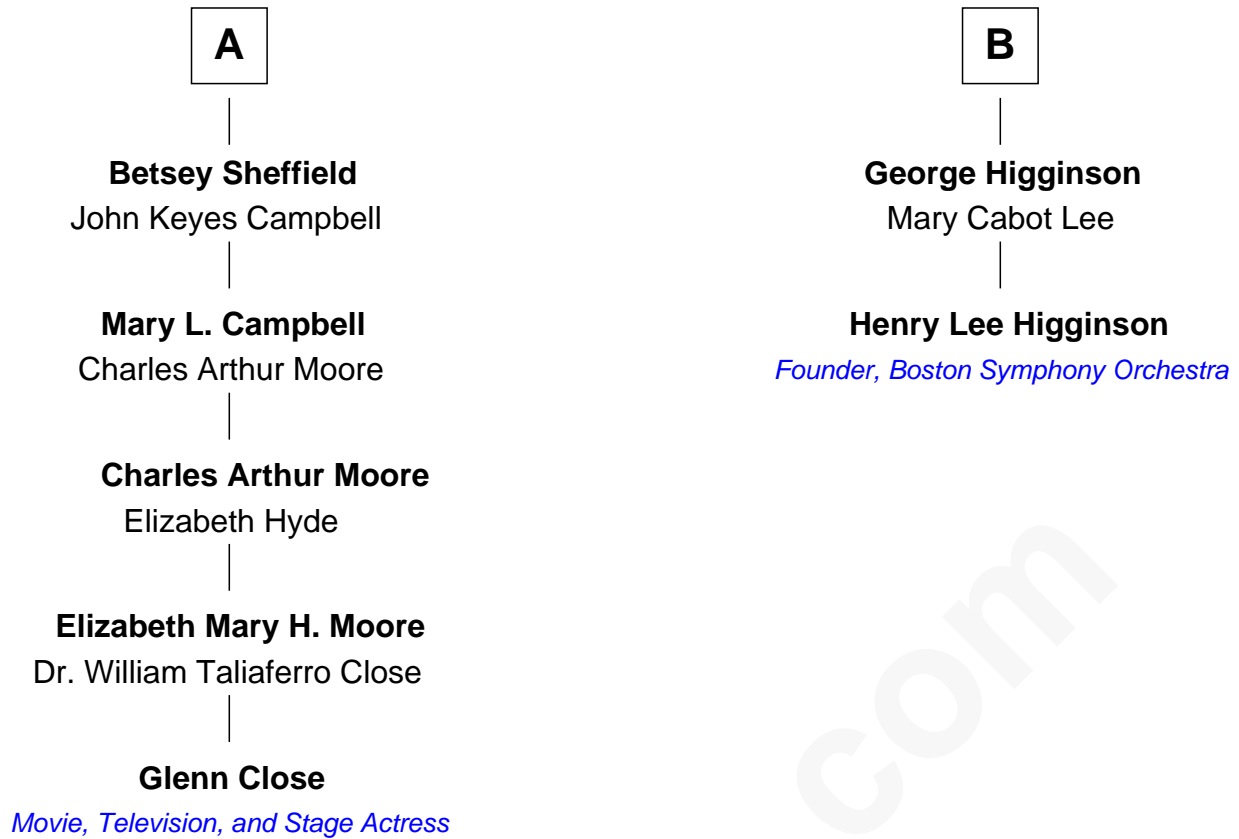 A
Betsey Sheffield
John Keyes Campbell
Mary L. Campbell
Charles Arthur Moore
Charles Arthur Moore
Elizabeth Hyde
Elizabeth Mary H. Moore
Dr. William Taliaferro Close
Glenn Close
Movie, Television, and Stage Actress
B
George Higginson
Mary Cabot Lee
Henry Lee Higginson
Founder, Boston Symphony Orchestra
com